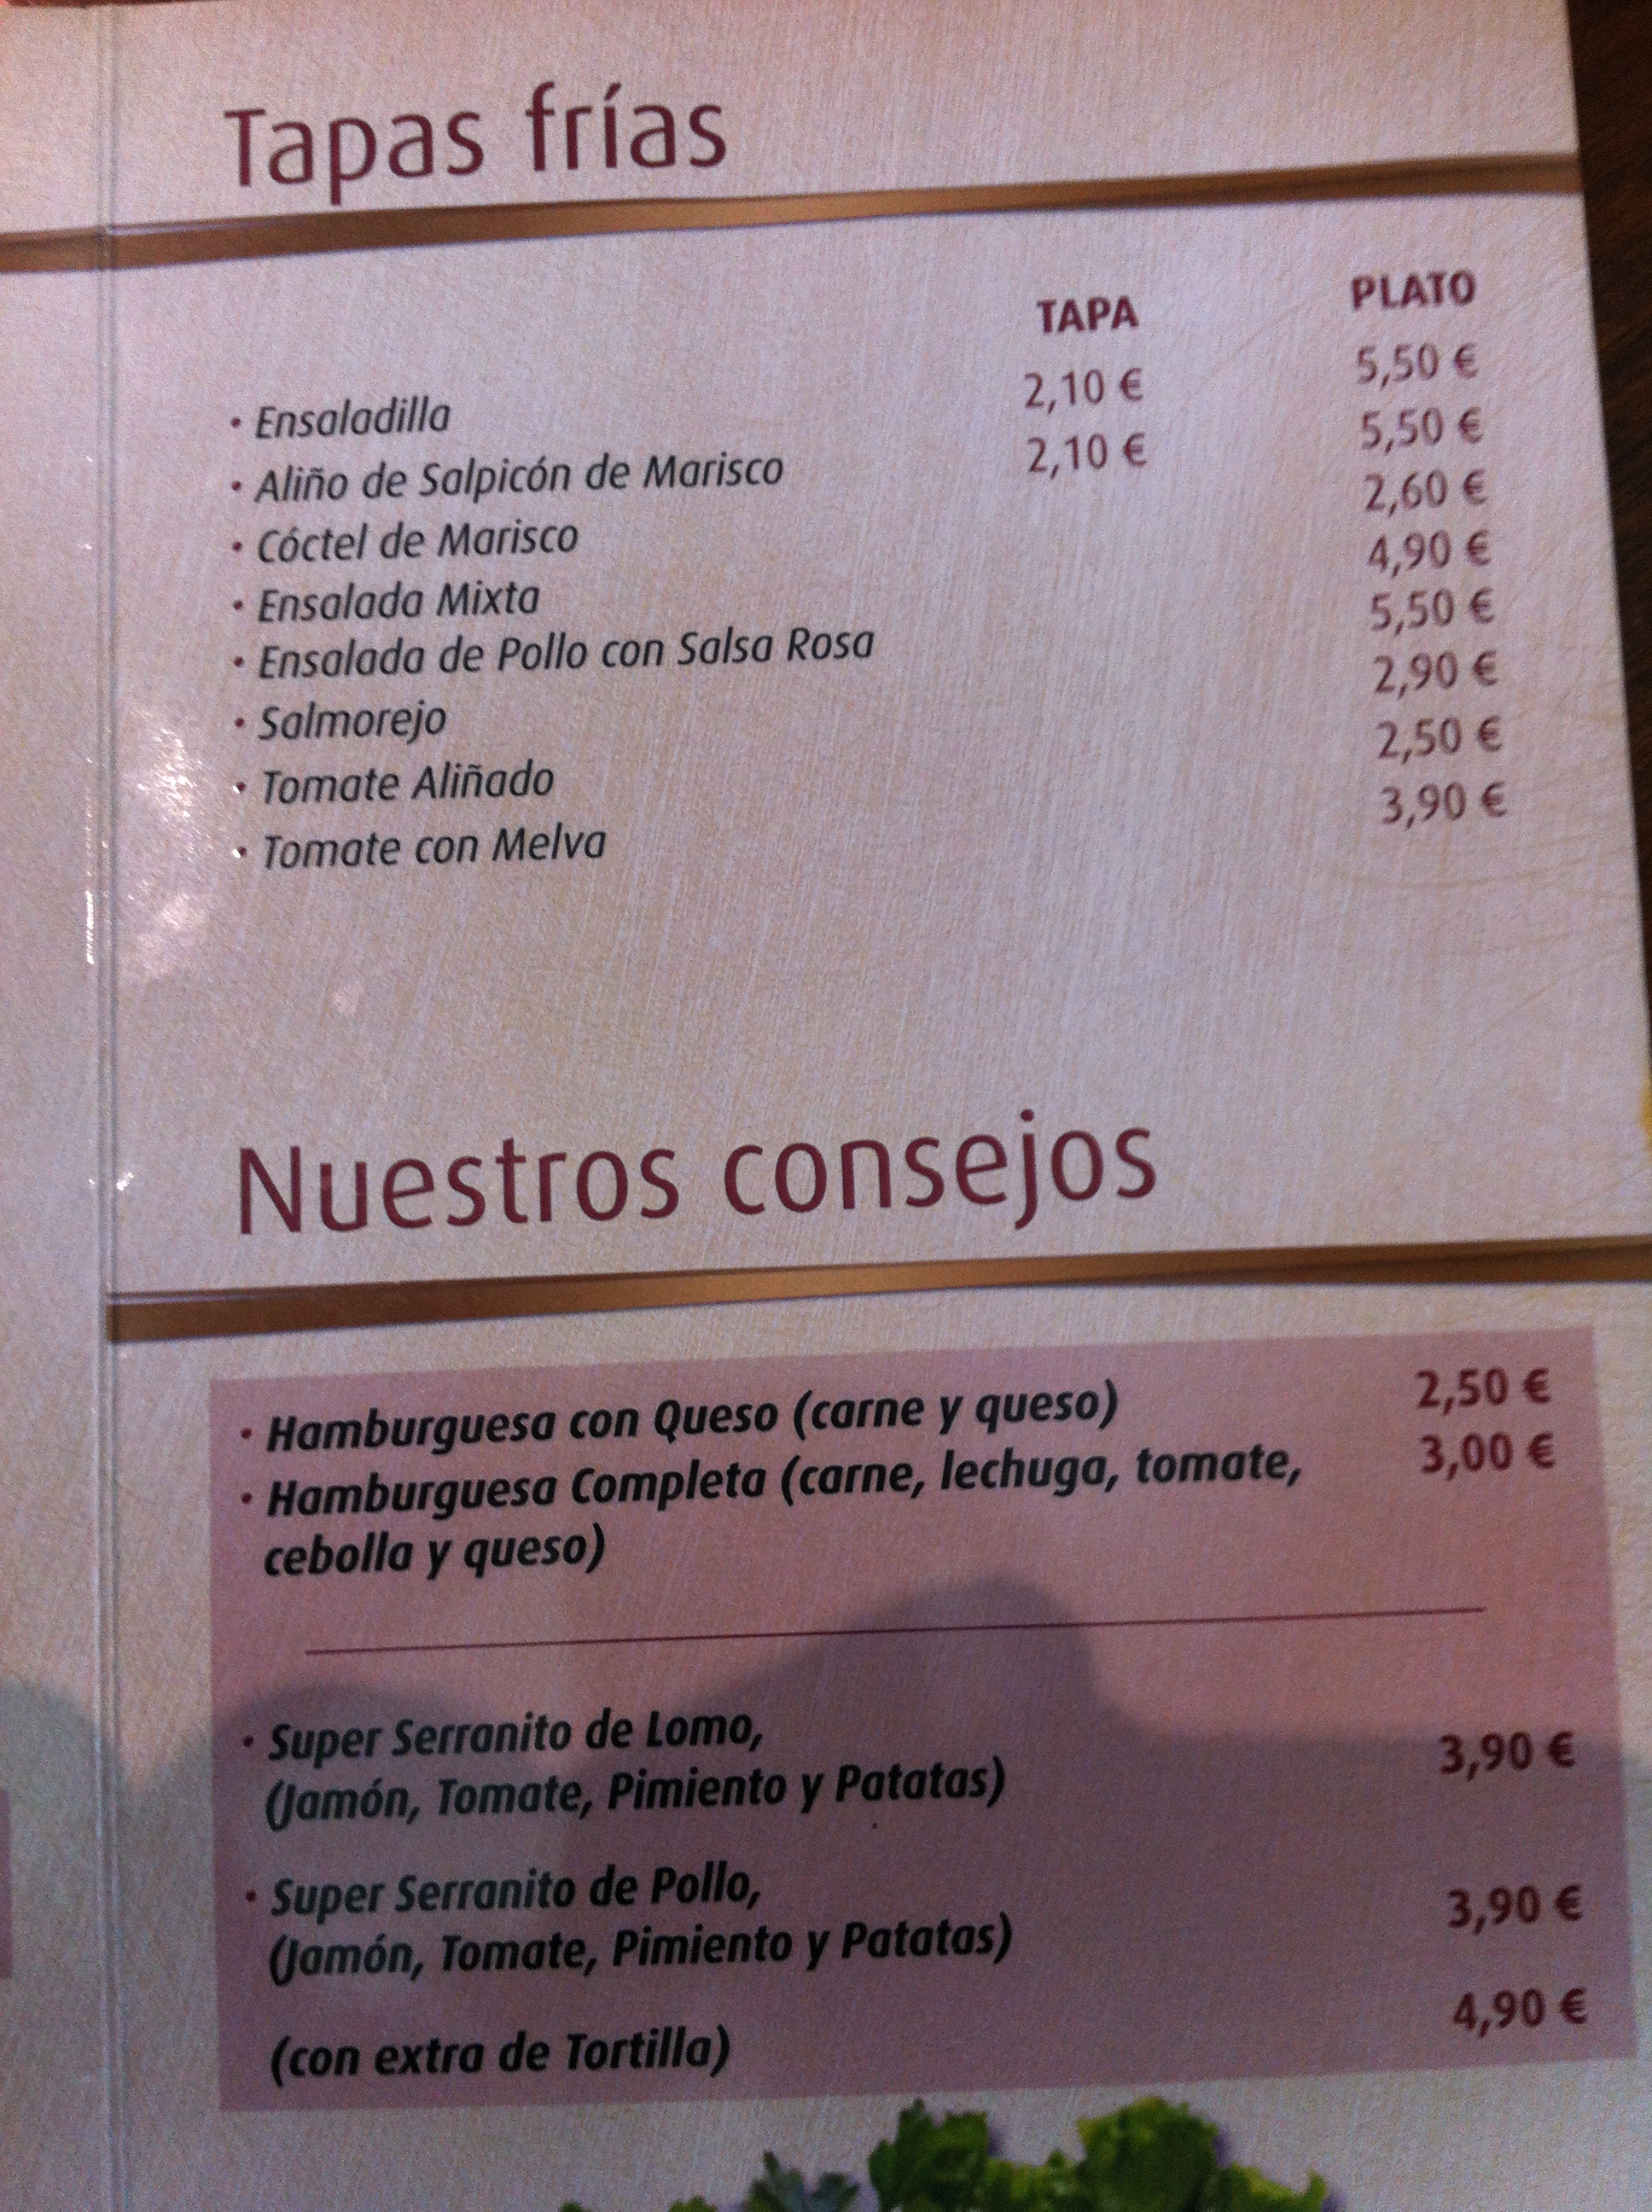 Tapas frías
TAPA PLATO
· Ensaladilla 2,10 € 5,50 €
· Aliño de Salpicón de Marisco 2,10 € 5,50 €
· Cóctel de Marisco 2,60 €
· Ensalada Mixta 4,90 €
· Ensalada de Pollo con Salsa Rosa 5,50 €
· Salmorejo 2,90 €
· Tomate Aliñado 2,50 €
· Tomate con Melva 3,90 €
Nuestros consejos
· Hamburguesa con Queso (carne y queso) 2,50 €
· Hamburguesa Completa (carne, lechuga, tomate, 3,00 €
cebolla y queso)
· Super Serranito de Lomo,
(Jamón, Tomate, Pimiento y Patatas) 3,90 €
· Super Serranito de Pollo,
(Jamón, Tomate, Pimiento y Patatas) 3,90 €
(con extra de Tortilla) 4,90 €